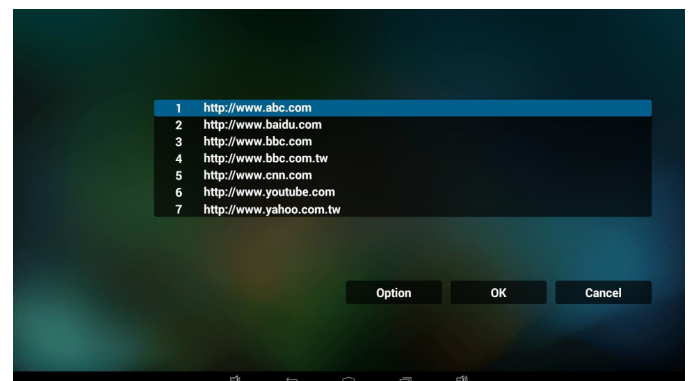 1 http://www.abc.com
2 http://www.baidu.com
3 http://www.bbc.com
4 http://www.bbc.com.tw
5 http://www.cnn.com
6 http://www.youtube.com
7 http://www.yahoo.com.tw
Option OK Cancel